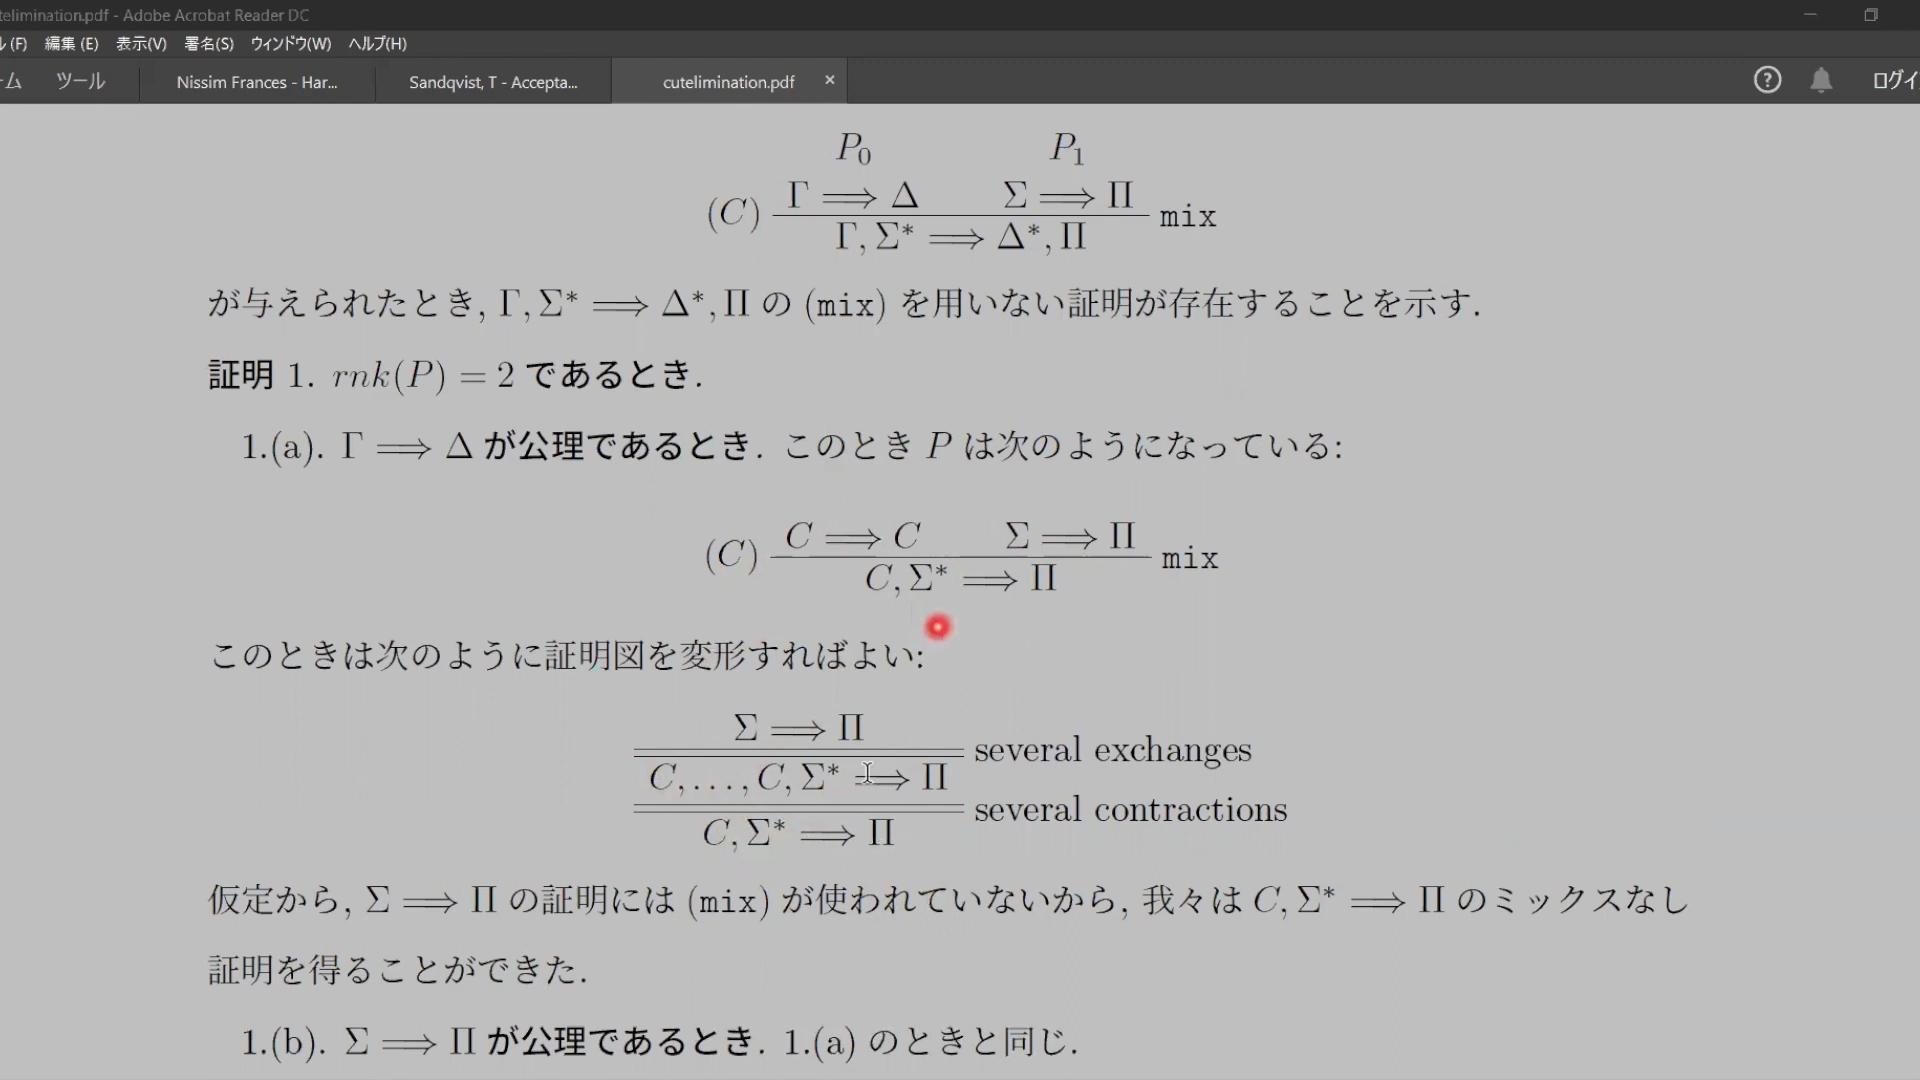 telimination.pdf - Adobe Acrobat Reader DC
(F) 編集 (E) 表示(V) 署名(S) ウィンドウ(W) ヘルプ(H)
ーム ツール Nissim Frances - Har... Sandqvist, T - Accepta... cutelimination.pdf × ? ログイ
P₀ P₁
(C) Γ ⟹ Δ Σ ⟹ Π mix
Γ, Σ* ⟹ Δ*, Π
が与えられたとき, Γ, Σ* ⟹ Δ*, Π の (mix) を用いない証明が存在することを示す.
証明 1. rnk(P) = 2 であるとき.
1.(a). Γ ⟹ Δ が公理であるとき. このとき P は次のようになっている:
(C) C ⟹ C Σ ⟹ Π mix
C, Σ* ⟹ Π
このときは次のように証明図を変形すればよい:
Σ ⟹ Π
several exchanges
C, . . . , C, Σ* ⟹ Π
several contractions
C, Σ* ⟹ Π
仮定から, Σ ⟹ Π の証明には (mix) が使われていないから, 我々は C, Σ* ⟹ Π のミックスなし
証明を得ることができた.
1.(b). Σ ⟹ Π が公理であるとき. 1.(a) のときと同じ.